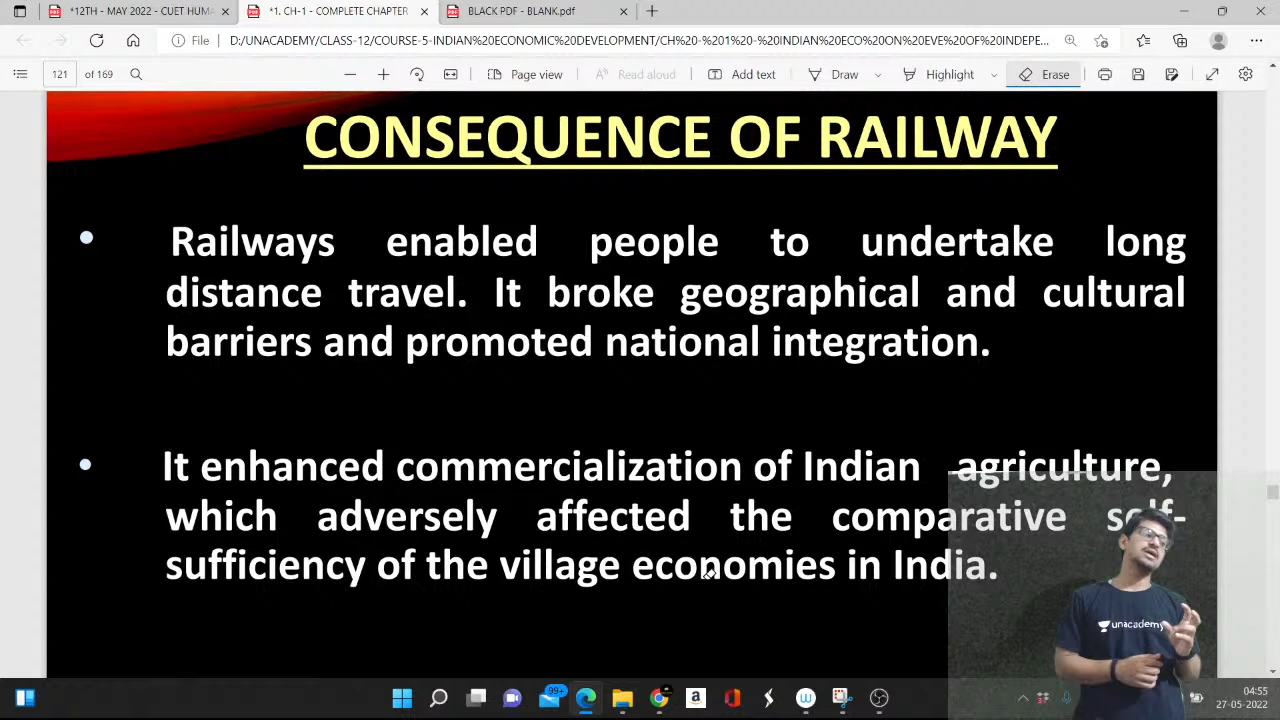 *12TH - MAY 2022 - CUET HUMA
*1. CH-1 - COMPLETE CHAPTER
BLACK PDF - BLANK.pdf
File
D:/UNACADEMY/CLASS-12/COURSE-5-INDIAN%20ECONOMIC%20DEVELOPMENT/CH%20-%201%20-%20INDIAN%20ECO%20ON%20EVE%20OF%20INDEPE...
121 of 169
Page view
Read aloud
Add text
Draw
Highlight
Erase
CONSEQUENCE OF RAILWAY
• Railways enabled people to undertake long
distance travel. It broke geographical and cultural
barriers and promoted national integration.
• It enhanced commercialization of Indian agriculture,
which adversely affected the comparative self-
sufficiency of the village economies in India.
unacademy
99+
04:55
27-05-2022